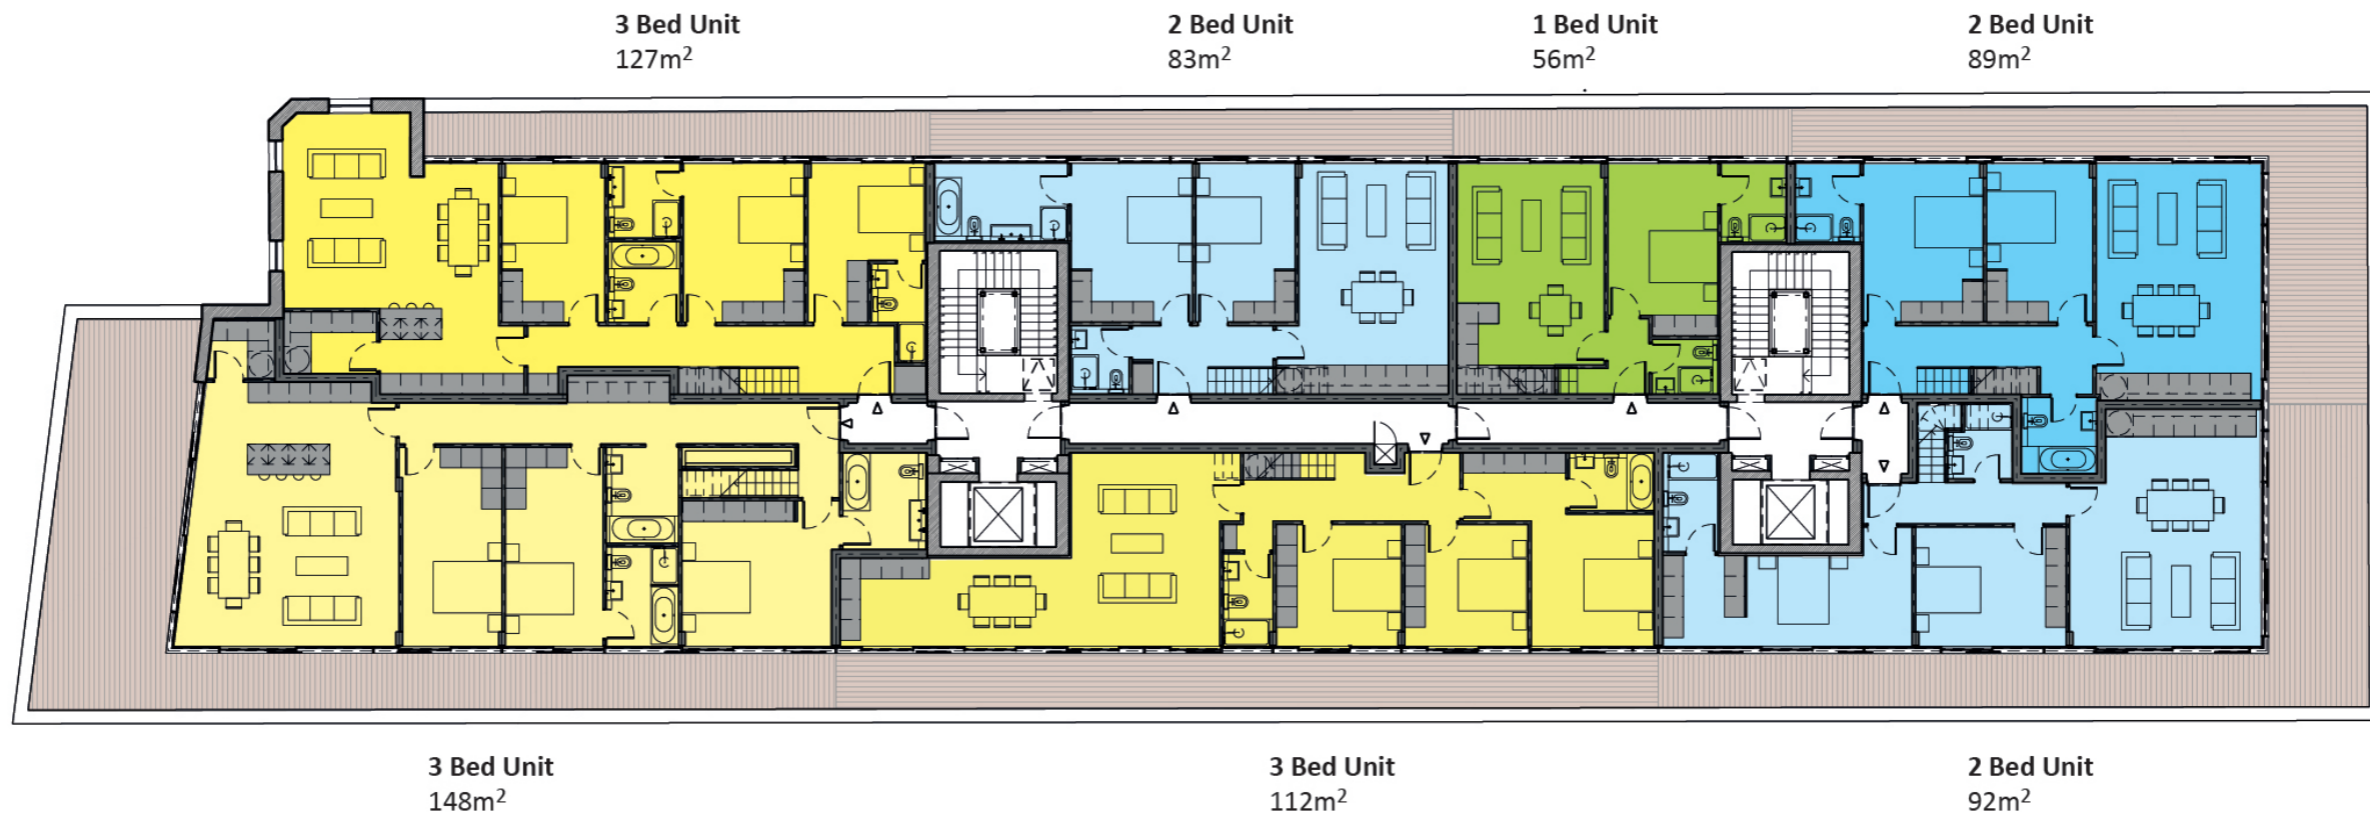 3 Bed Unit
127m²
2 Bed Unit
83m²
1 Bed Unit
56m²
2 Bed Unit
89m²
3 Bed Unit
148m²
3 Bed Unit
112m²
2 Bed Unit
92m²